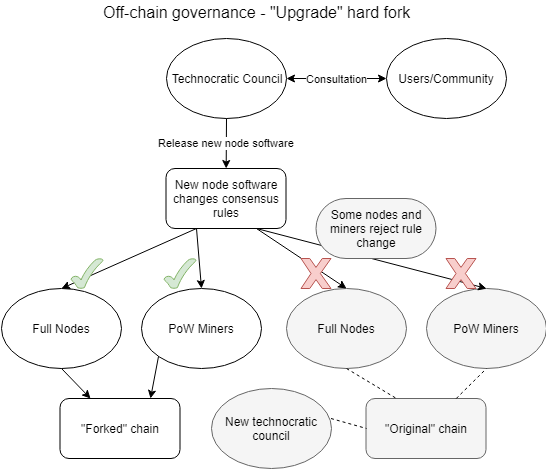 Off-chain governance - "Upgrade" hard fork
Technocratic Council
Consultation
Users/Community
Release new node software
New node software
changes consensus
rules
Some nodes and
miners reject rule
change
Full Nodes
PoW Miners
Full Nodes
PoW Miners
"Forked" chain
New technocratic
council
"Original" chain